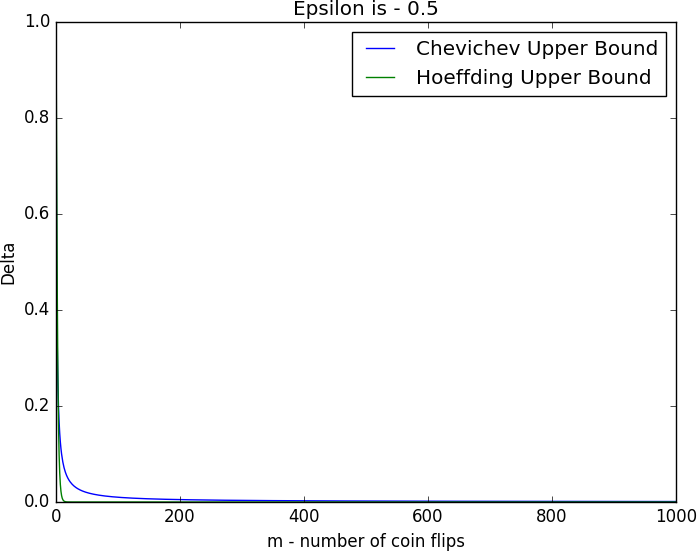 Epsilon is - 0.5
Chevichev Upper Bound
Hoeffding Upper Bound
1.0
0.8
0.6
0.4
0.2
0.0
Delta
0 200 400 600 800 1000
m - number of coin flips